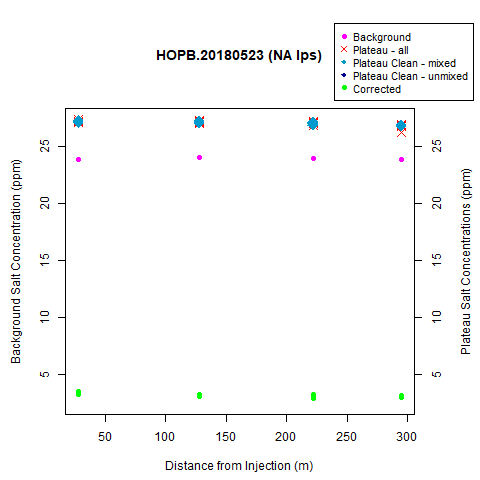 HOPB.20180523 (NA lps)
Background
Plateau - all
Plateau Clean - mixed
Plateau Clean - unmixed
Corrected
Background Salt Concentration (ppm)
25
20
15
10
5
Plateau Salt Concentrations (ppm)
25
20
15
10
5
50 100 150 200 250 300
Distance from Injection (m)